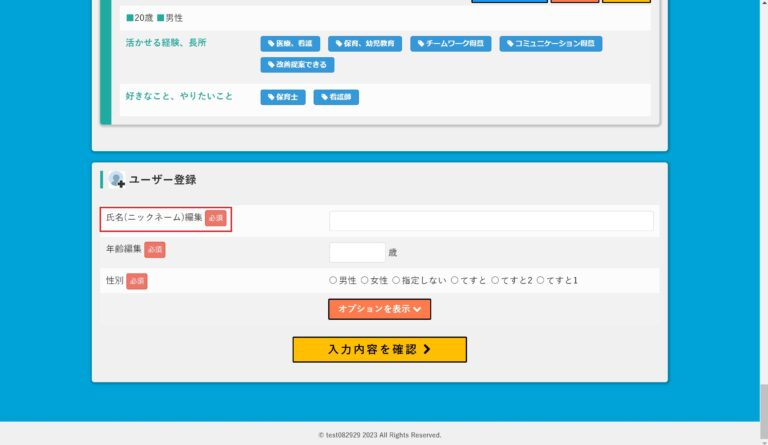 ■20歳 ■男性
活かせる経験、長所
医療、看護 保育、幼児教育 チームワーク得意 コミュニケーション得意
改善提案できる
好きなこと、やりたいこと
保育士 看護師
ユーザー登録
氏名(ニックネーム)編集 必須
年齢編集 必須 歳
性別 必須 男性 女性 指定しない てすと てすと2 てすと1
オプションを表示
入力内容を確認
© test082929 2023 All Rights Reserved.